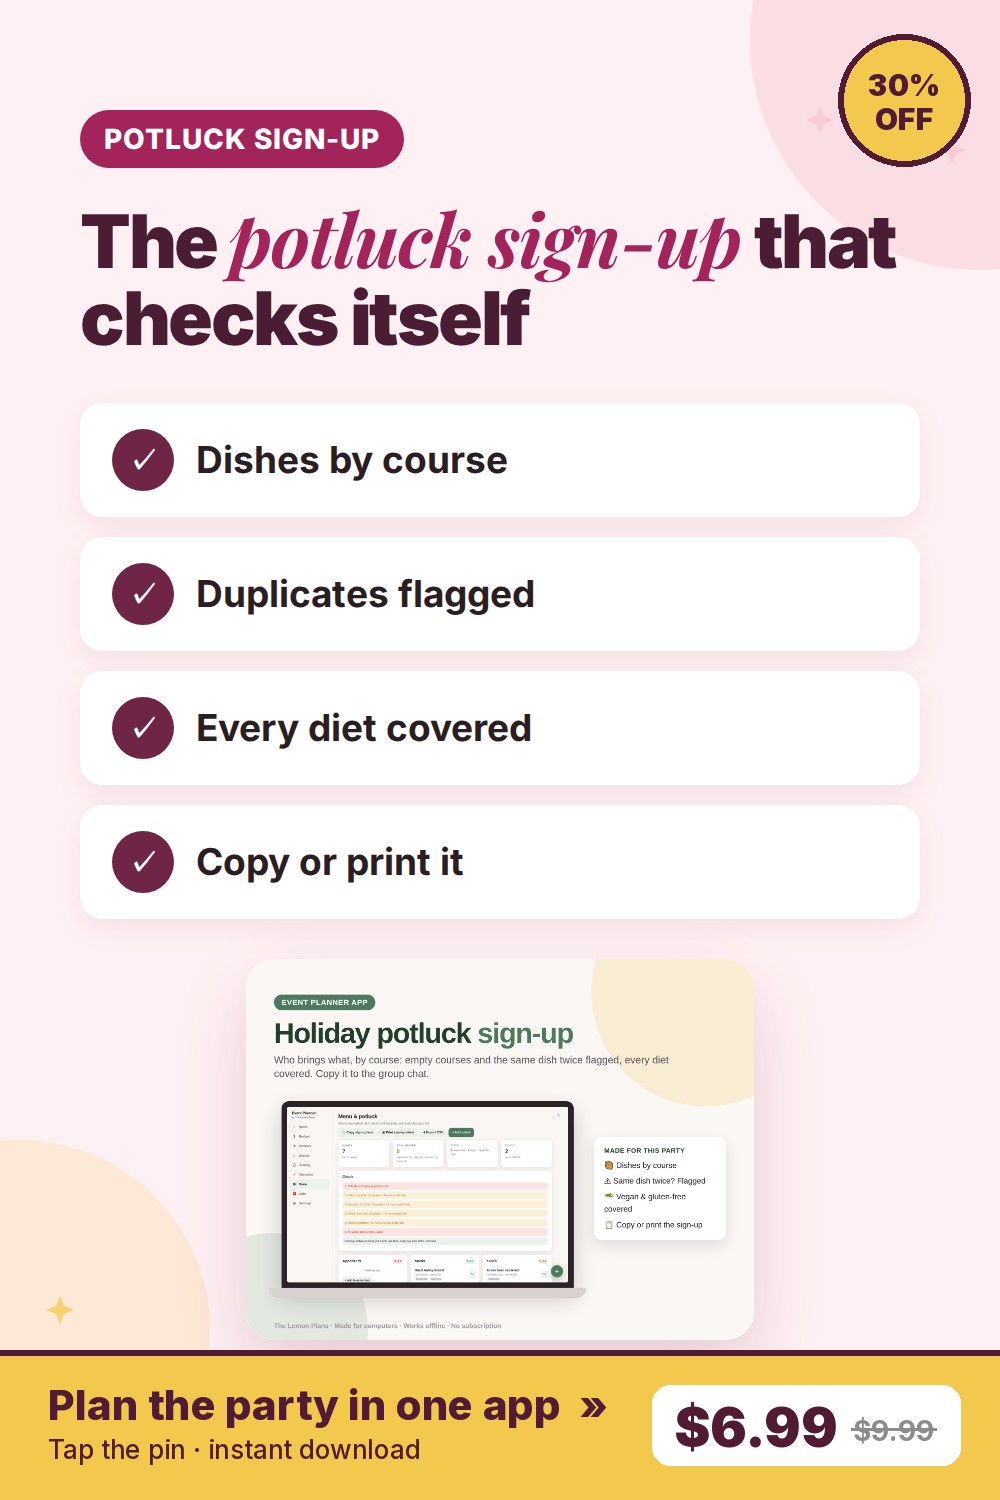 30%
OFF
POTLUCK SIGN-UP
The potluck sign-up that
checks itself
✓ Dishes by course
✓ Duplicates flagged
✓ Every diet covered
✓ Copy or print it
EVENT PLANNER APP
Holiday potluck sign-up
Who brings what, by course: empty courses and the same dish twice flagged, every diet
covered. Copy it to the group chat.
Event Planner
Menu & potluck
MADE FOR THIS PARTY
🥘 Dishes by course
⚠ Same dish twice? Flagged
🌱 Vegan & gluten-free
covered
📋 Copy or print the sign-up
The Lemon Plans · Made for computers · Works offline · No subscription
Plan the party in one app »
Tap the pin · instant download
$6.99 $9.99